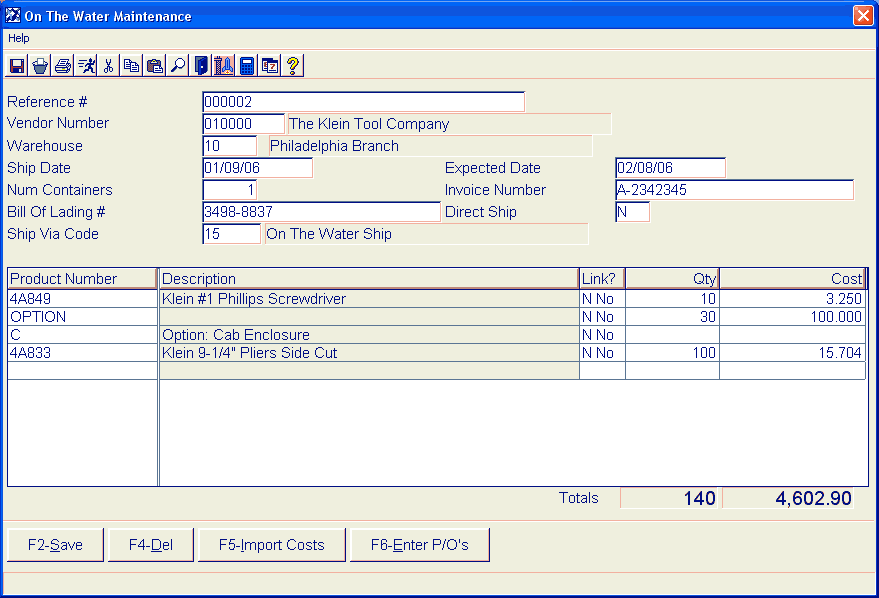 On The Water Maintenance
Help
Reference # 000002
Vendor Number 010000 The Klein Tool Company
Warehouse 10 Philadelphia Branch
Ship Date 01/09/06 Expected Date 02/08/06
Num Containers 1 Invoice Number A-2342345
Bill Of Lading # 3498-8837 Direct Ship N
Ship Via Code 15 On The Water Ship
Product Number Description Link? Qty Cost
4A849 Klein #1 Phillips Screwdriver N No 10 3.250
OPTION N No 30 100.000
C Option: Cab Enclosure N No
4A833 Klein 9-1/4" Pliers Side Cut N No 100 15.704
Totals 140 4,602.90
F2-Save F4-Del F5-Import Costs F6-Enter P/O's